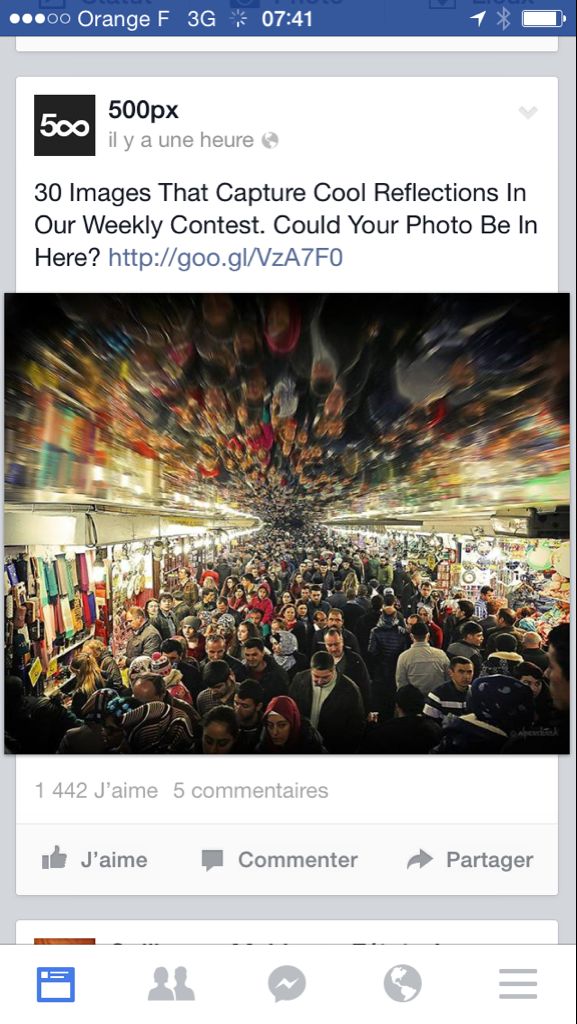 Orange F 3G 07:41
500
500px
il y a une heure
30 Images That Capture Cool Reflections In
Our Weekly Contest. Could Your Photo Be In
Here? http://goo.gl/VzA7F0
1 442 J’aime 5 commentaires
J’aime Commenter Partager